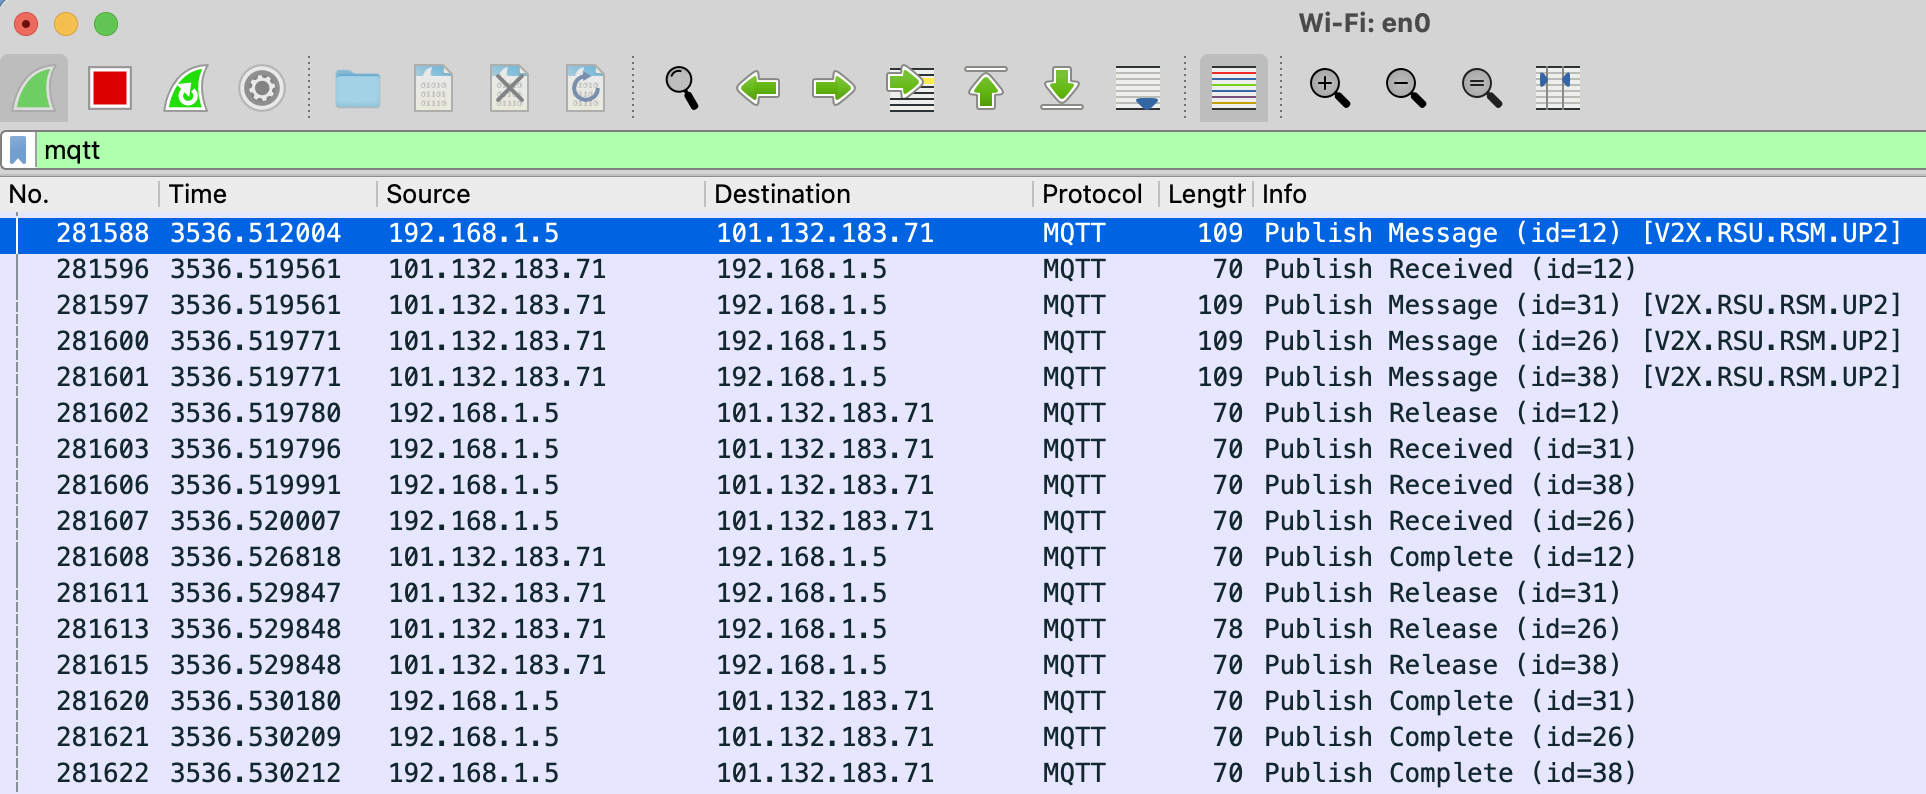 Wi-Fi: en0
mqtt
No. Time Source Destination Protocol Length Info
281588 3536.512004 192.168.1.5 101.132.183.71 MQTT 109 Publish Message (id=12) [V2X.RSU.RSM.UP2]
281596 3536.519561 101.132.183.71 192.168.1.5 MQTT 70 Publish Received (id=12)
281597 3536.519561 101.132.183.71 192.168.1.5 MQTT 109 Publish Message (id=31) [V2X.RSU.RSM.UP2]
281600 3536.519771 101.132.183.71 192.168.1.5 MQTT 109 Publish Message (id=26) [V2X.RSU.RSM.UP2]
281601 3536.519771 101.132.183.71 192.168.1.5 MQTT 109 Publish Message (id=38) [V2X.RSU.RSM.UP2]
281602 3536.519780 192.168.1.5 101.132.183.71 MQTT 70 Publish Release (id=12)
281603 3536.519796 192.168.1.5 101.132.183.71 MQTT 70 Publish Received (id=31)
281606 3536.519991 192.168.1.5 101.132.183.71 MQTT 70 Publish Received (id=38)
281607 3536.520007 192.168.1.5 101.132.183.71 MQTT 70 Publish Received (id=26)
281608 3536.526818 101.132.183.71 192.168.1.5 MQTT 70 Publish Complete (id=12)
281611 3536.529847 101.132.183.71 192.168.1.5 MQTT 70 Publish Release (id=31)
281613 3536.529848 101.132.183.71 192.168.1.5 MQTT 78 Publish Release (id=26)
281615 3536.529848 101.132.183.71 192.168.1.5 MQTT 70 Publish Release (id=38)
281620 3536.530180 192.168.1.5 101.132.183.71 MQTT 70 Publish Complete (id=31)
281621 3536.530209 192.168.1.5 101.132.183.71 MQTT 70 Publish Complete (id=26)
281622 3536.530212 192.168.1.5 101.132.183.71 MQTT 70 Publish Complete (id=38)